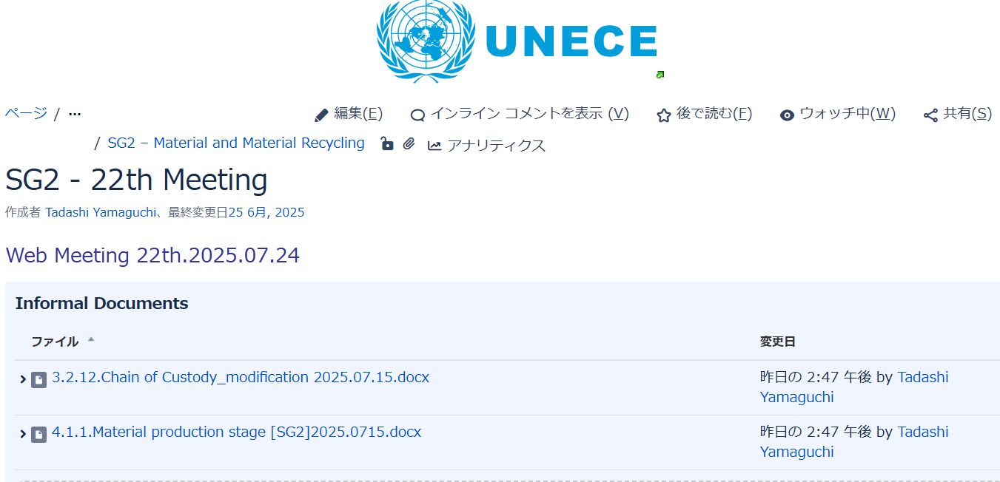 UNECE
ページ / ...
編集(E) インライン コメントを表示 (V) 後で読む(F) ウォッチ中(W) 共有(S)
/ SG2 – Material and Material Recycling アナリティクス
SG2 - 22th Meeting
作成者 Tadashi Yamaguchi、最終変更日25 6月, 2025
Web Meeting 22th.2025.07.24
Informal Documents
ファイル 変更日
3.2.12.Chain of Custody_modification 2025.07.15.docx 昨日の 2:47 午後 by Tadashi
Yamaguchi
4.1.1.Material production stage [SG2]2025.0715.docx 昨日の 2:47 午後 by Tadashi
Yamaguchi